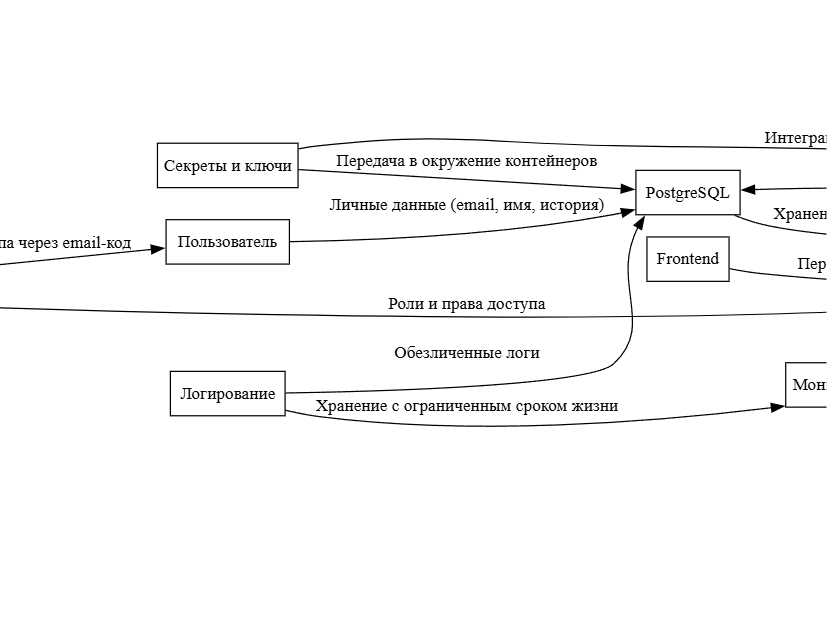 Интегра
Секреты и ключи
Передача в окружение контейнеров
PostgreSQL
Личные данные (email, имя, история)
Хранен
Пользователь
па через email-код
Frontend
Пер
Роли и права доступа
Обезличенные логи
Логирование
Мон
Хранение с ограниченным сроком жизни